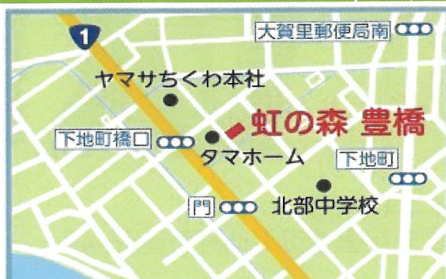 1
大賀里郵便局南
ヤマサちくわ本社
虹の森 豊橋
下地町橋口
タマホーム
下地町
門
北部中学校